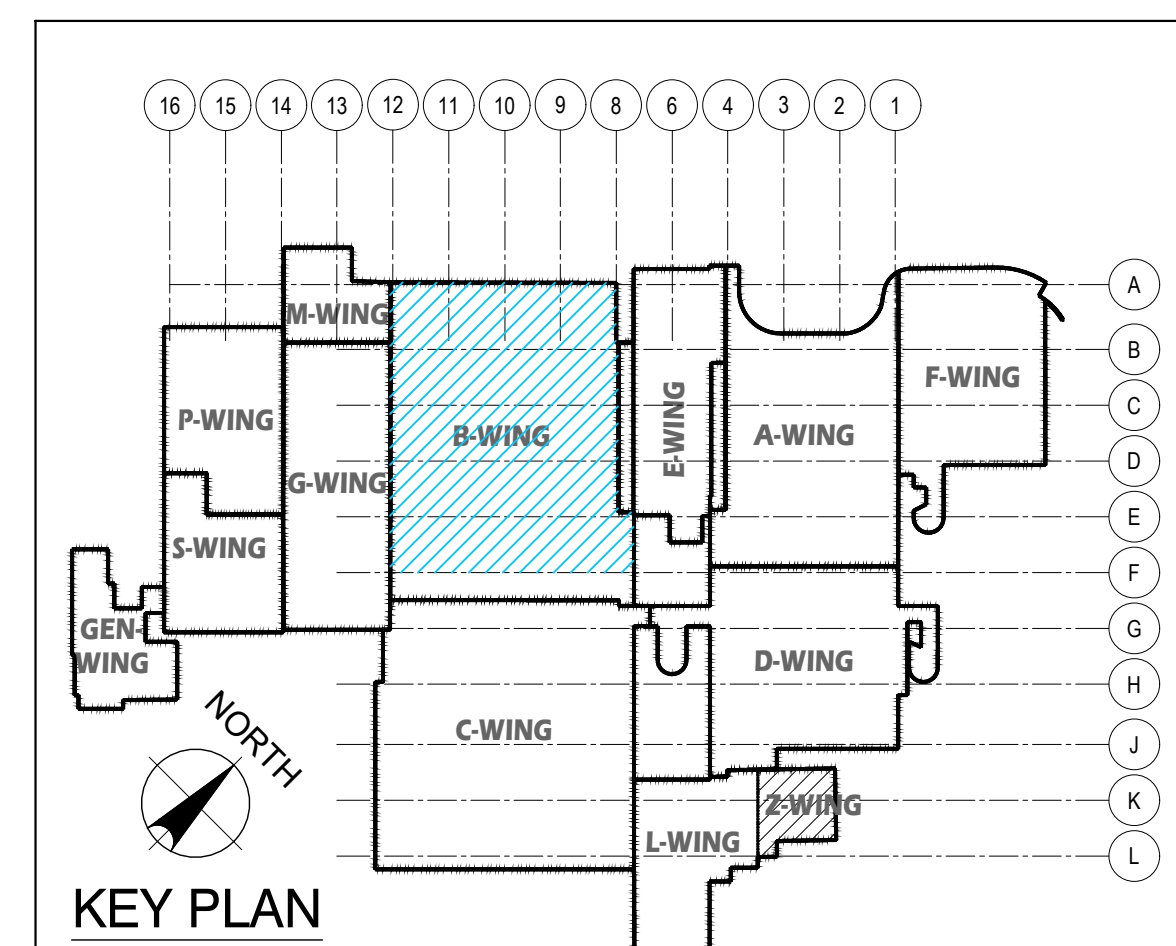 16 15 14 13 12 11 10 9 8 6 4 3 2 1
A
M-WING
B
F-WING
C
P-WING
B-WING
E-WING
A-WING
D
G-WING
E
S-WING
F
GEN-
WING
G
D-WING
H
NORTH
C-WING
J
K
Z-WING
L-WING
L
KEY PLAN